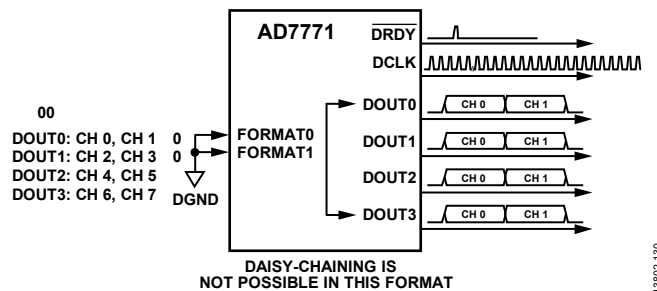 AD7771
DRDY
DCLK
00
DOUT0: CH 0, CH 1 0
DOUT1: CH 2, CH 3 0
DOUT2: CH 4, CH 5
DOUT3: CH 6, CH 7
DGND
FORMAT0
FORMAT1
DOUT0 CH 0 CH 1
DOUT1 CH 0 CH 1
DOUT2 CH 0 CH 1
DOUT3 CH 0 CH 1
DAISY-CHAINING IS
NOT POSSIBLE IN THIS FORMAT
13802-130